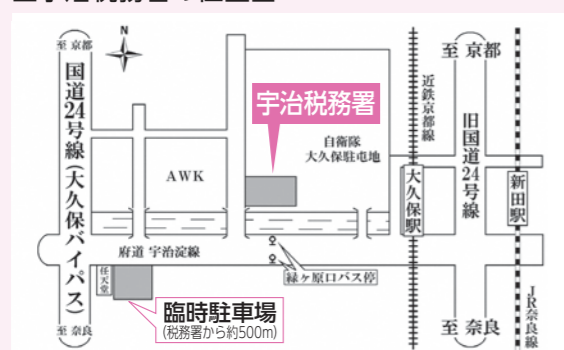 N
至 京都
国道24号線(大久保バイパス)
至 奈良
宇治税務署
AWK
自衛隊
大久保駐屯地
近鉄京都線
大久保駅
至 京都
旧国道24号線
至 奈良
新田駅
JR奈良線
府道 宇治淀線
緑ヶ原口バス停
任天堂
臨時駐車場
(税務署から約500m)